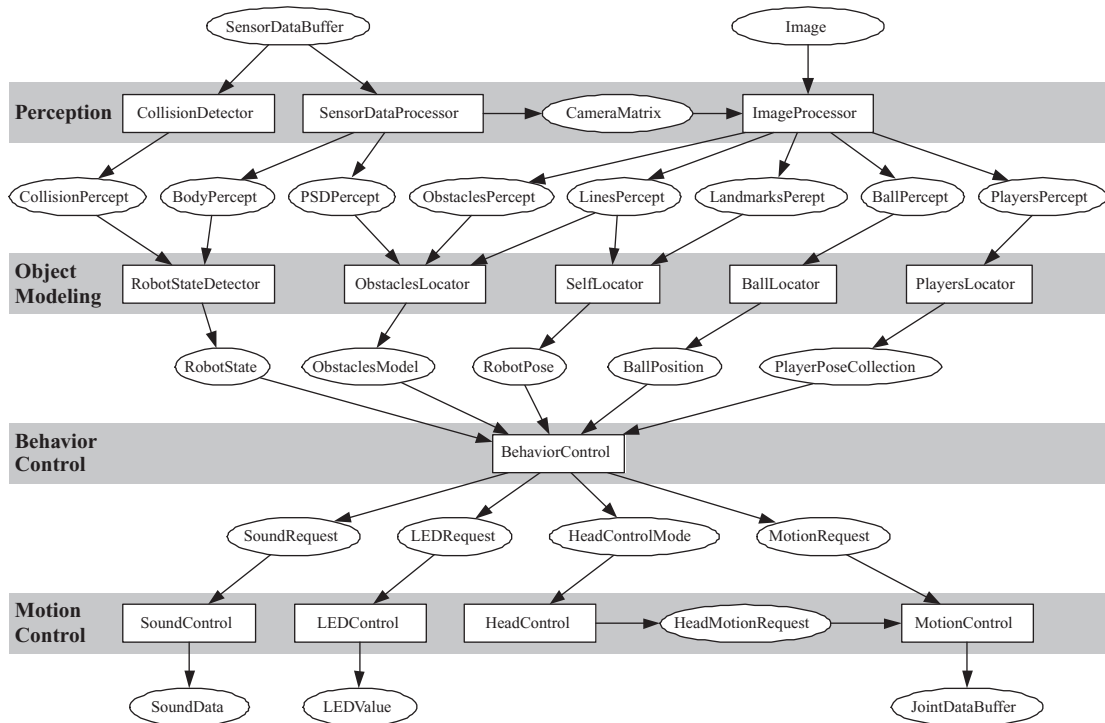 SensorDataBuffer
Image
Perception
CollisionDetector
SensorDataProcessor
CameraMatrix
ImageProcessor
CollisionPercept
BodyPercept
PSDPercept
ObstaclesPercept
LinesPercept
LandmarksPerept
BallPercept
PlayersPercept
Object
Modeling
RobotStateDetector
ObstaclesLocator
SelfLocator
BallLocator
PlayersLocator
RobotState
ObstaclesModel
RobotPose
BallPosition
PlayerPoseCollection
Behavior
Control
BehaviorControl
SoundRequest
LEDRequest
HeadControlMode
MotionRequest
Motion
Control
SoundControl
LEDControl
HeadControl
HeadMotionRequest
MotionControl
SoundData
LEDValue
JointDataBuffer